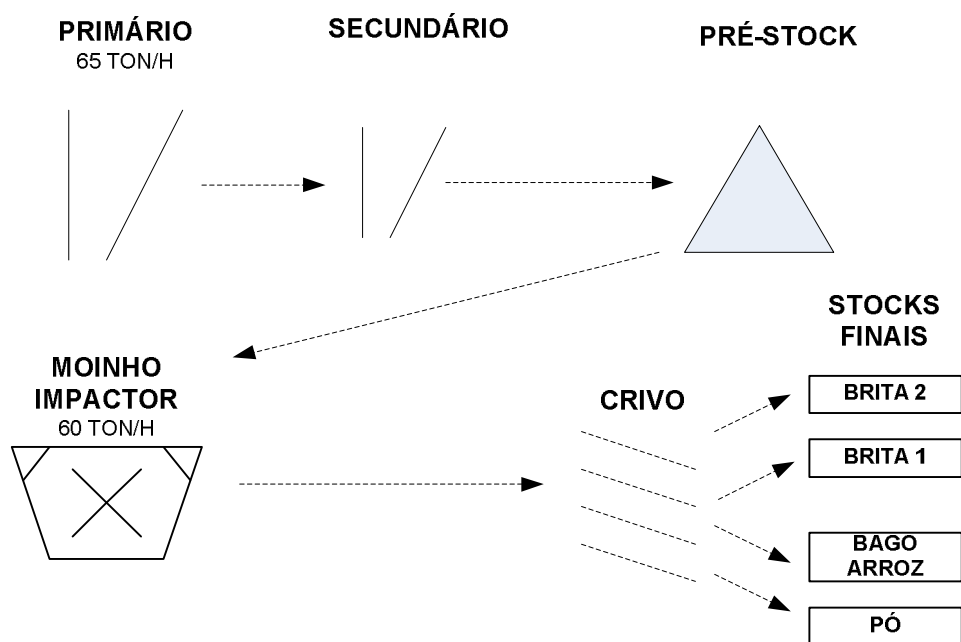 PRIMÁRIO
65 TON/H
SECUNDÁRIO
PRÉ-STOCK
STOCKS
FINAIS
MOINHO
IMPACTOR
60 TON/H
CRIVO
BRITA 2
BRITA 1
BAGO
ARROZ
PÓ